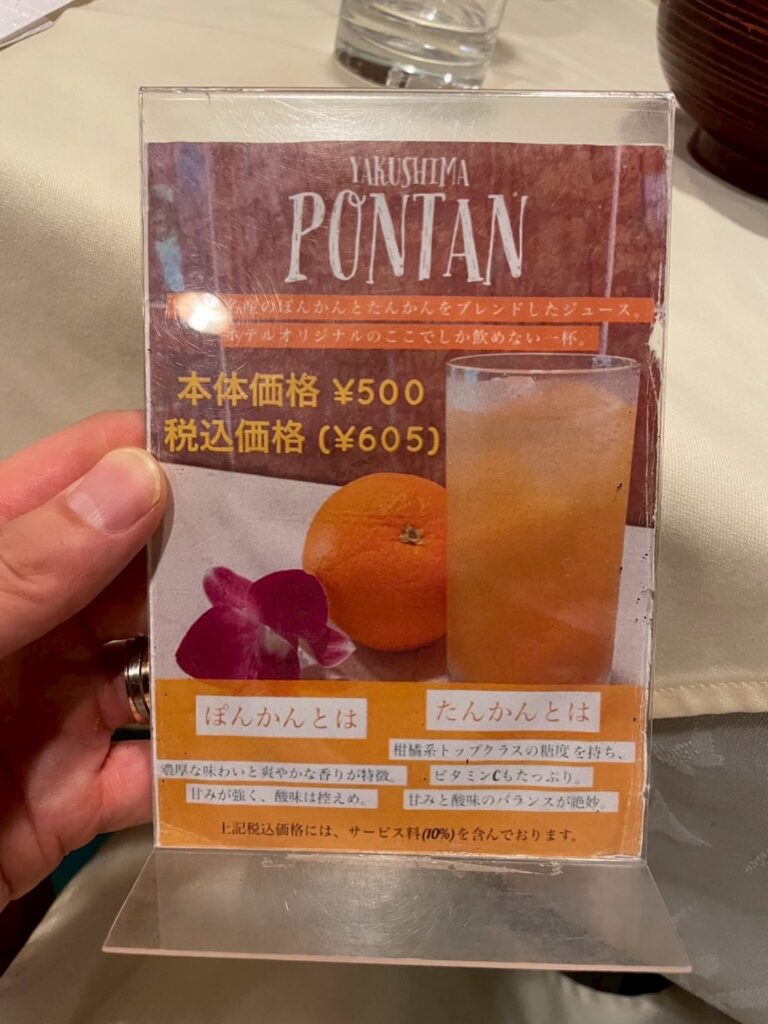 YAKUSHIMA
PONTAN
名産のぽんかんとたんかんをブレンドしたジュース。
ホテルオリジナルのここでしか飲めない一杯。
本体価格 ¥500
税込価格 (¥605)
ぽんかんとは
濃厚な味わいと爽やかな香りが特徴。
甘みが強く、酸味は控えめ。
たんかんとは
柑橘系トップクラスの糖度を持ち、
ビタミンCもたっぷり。
甘みと酸味のバランスが絶妙。
上記税込価格には、サービス料(10%)を含んでおります。